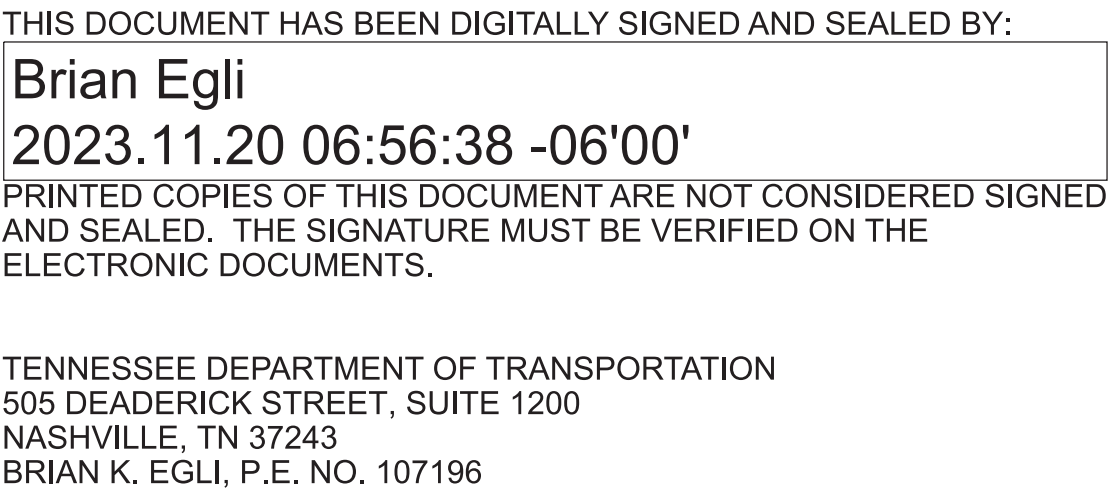 THIS DOCUMENT HAS BEEN DIGITALLY SIGNED AND SEALED BY:
Brian Egli
2023.11.20 06:56:38 -06'00'
PRINTED COPIES OF THIS DOCUMENT ARE NOT CONSIDERED SIGNED
AND SEALED.  THE SIGNATURE MUST BE VERIFIED ON THE
ELECTRONIC DOCUMENTS.
TENNESSEE DEPARTMENT OF TRANSPORTATION
505 DEADERICK STREET, SUITE 1200
NASHVILLE, TN 37243
BRIAN K. EGLI, P.E. NO. 107196